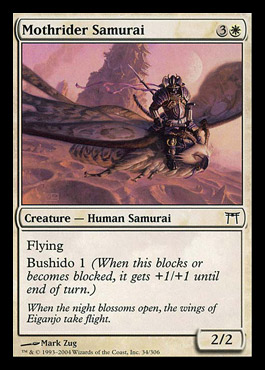 Mothrider Samurai 3
Creature — Human Samurai
Flying
Bushido 1 (When this blocks or
becomes blocked, it gets +1/+1 until
end of turn.)
When the night blossoms open, the wings of
Eiganjo take flight.
Mark Zug
2/2
™ & © 1993–2004 Wizards of the Coast, Inc. 34/306